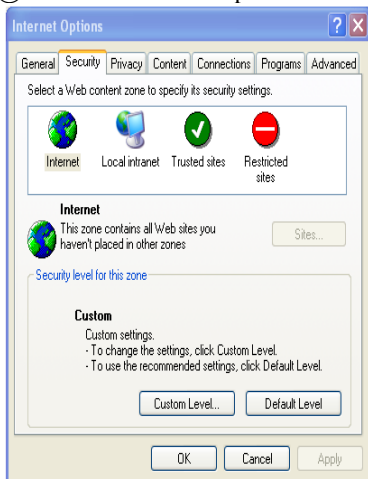 Internet Options
General Security Privacy Content Connections Programs Advanced
Select a Web content zone to specify its security settings.
Internet Local intranet Trusted sites Restricted sites
Internet
This zone contains all Web sites you
haven't placed in other zones
Sites...
Security level for this zone
Custom
Custom settings.
- To change the settings, click Custom Level.
- To use the recommended settings, click Default Level.
Custom Level... Default Level
OK Cancel Apply